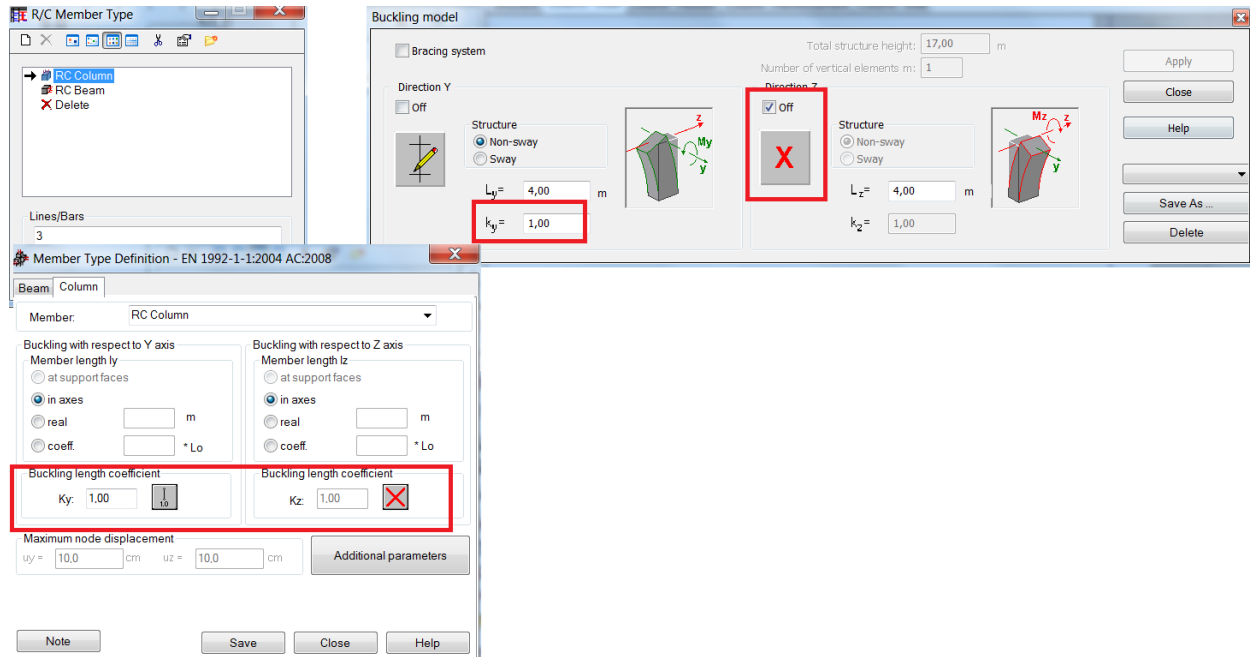 R/C Member Type
RC Column
RC Beam
Delete
Lines/Bars
3
Buckling model
Bracing system
Total structure height: 17,00 m
Number of vertical elements m: 1
Direction Y
Off
Structure
Non-sway
Sway
Ly= 4,00 m
ky= 1,00
z
My
y
Direction Z
Off
X
Structure
Non-sway
Sway
Lz= 4,00 m
kz= 1,00
Mz z
y
Apply
Close
Help
Save As ...
Delete
Member Type Definition - EN 1992-1-1:2004 AC:2008
Beam Column
Member: RC Column
Buckling with respect to Y axis
Member length ly
at support faces
in axes
real m
coeff. * Lo
Buckling length coefficient
Ky: 1,00 1.0
Buckling with respect to Z axis
Member length lz
at support faces
in axes
real m
coeff. * Lo
Buckling length coefficient
Kz: 1,00
Maximum node displacement
uy = 10,0 cm uz = 10,0 cm
Additional parameters
Note Save Close Help